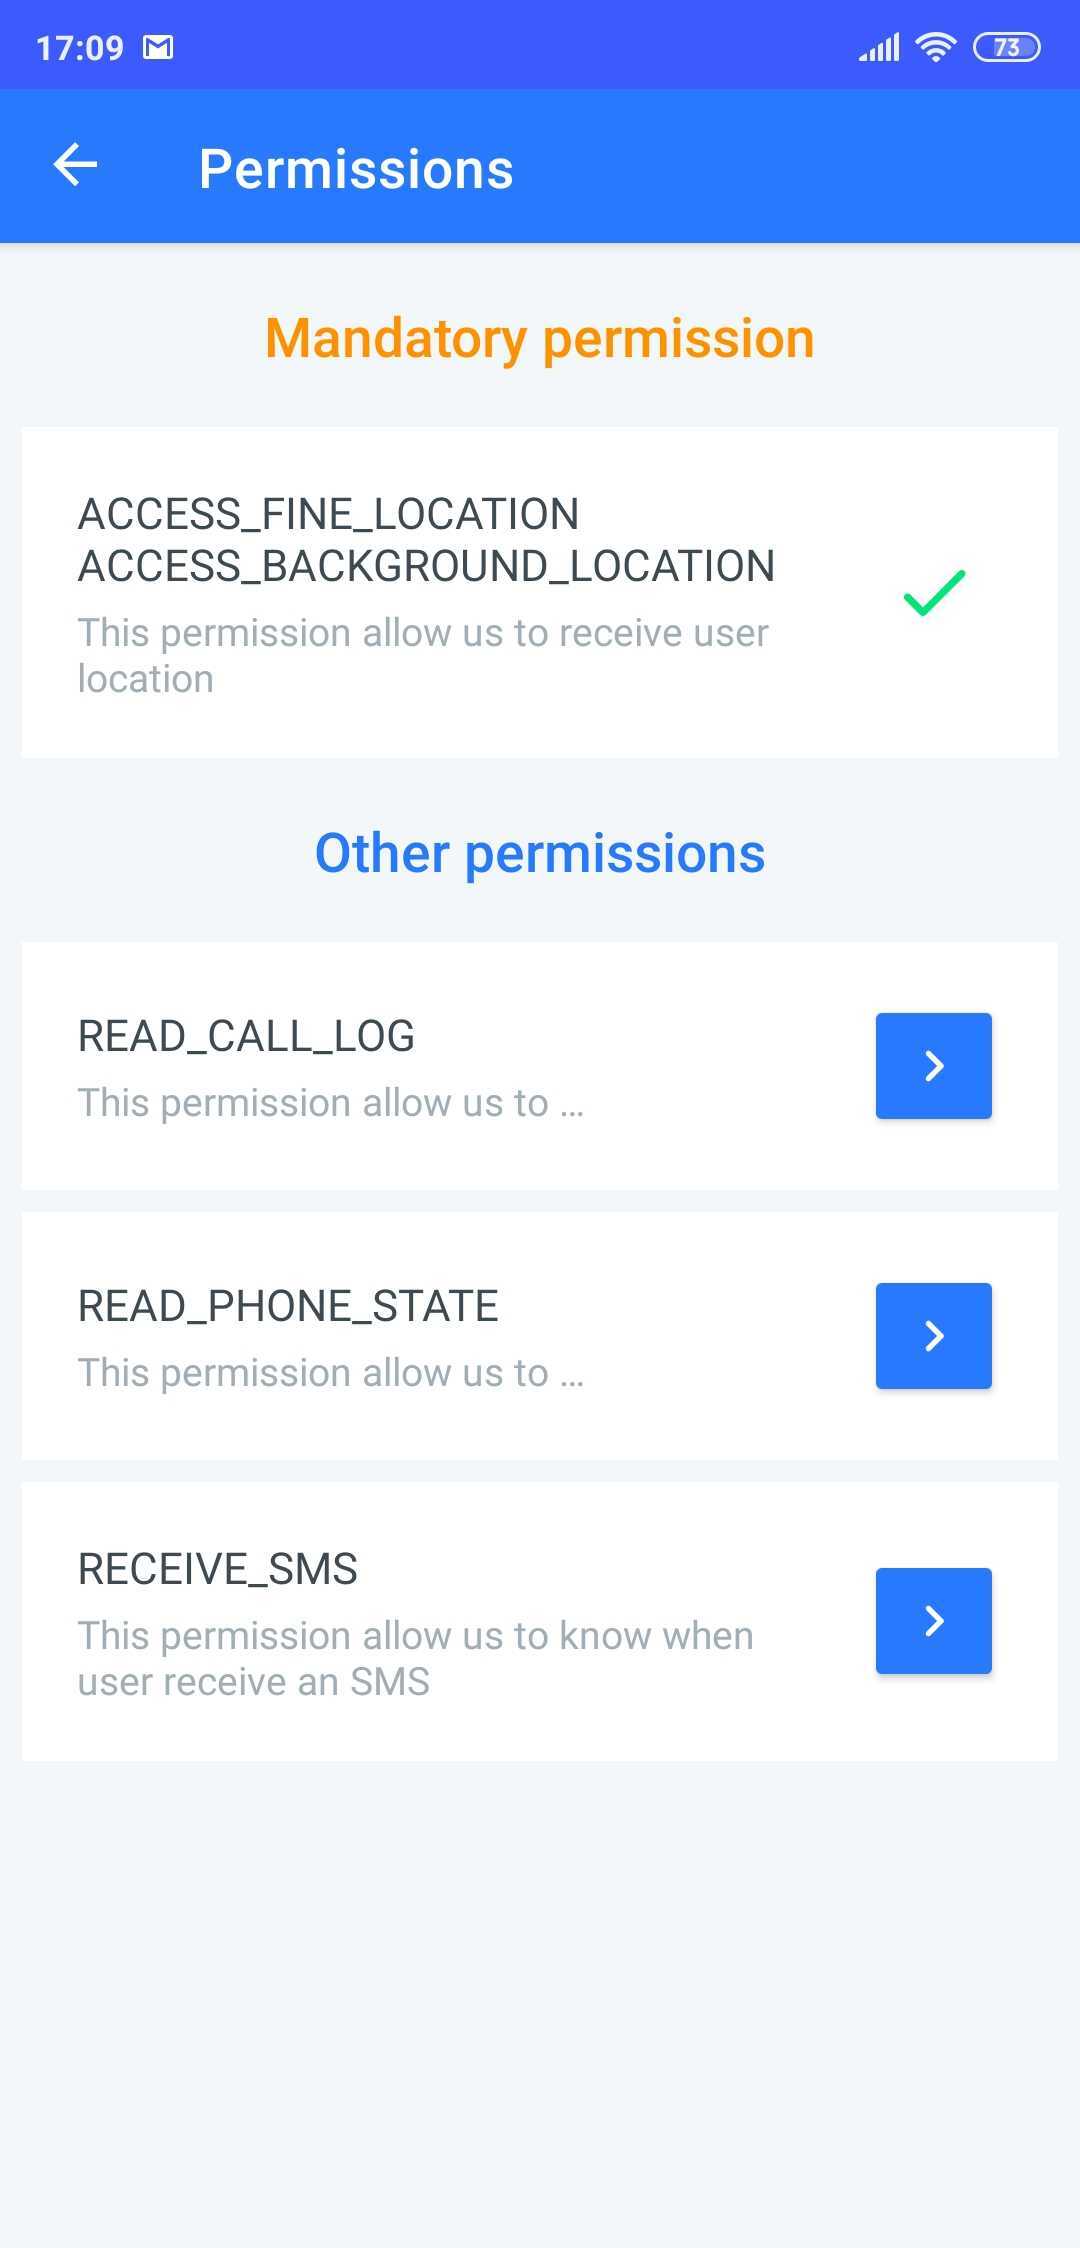 17:09
73
Permissions
Mandatory permission
ACCESS_FINE_LOCATION
ACCESS_BACKGROUND_LOCATION
This permission allow us to receive user
location
Other permissions
READ_CALL_LOG
This permission allow us to ...
READ_PHONE_STATE
This permission allow us to ...
RECEIVE_SMS
This permission allow us to know when
user receive an SMS